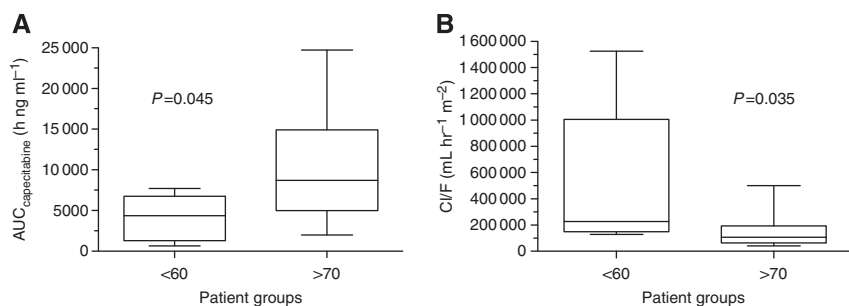 A
AUCcapecitabine (h ng ml−1)
25 000
20 000
15 000
10 000
5000
0
P=0.045
<60
>70
Patient groups
B
Cl/F (mL hr−1 m−2)
1 600 000
1 400 000
1 200 000
1 000 000
800 000
600 000
400 000
200 000
0
P=0.035
<60
>70
Patient groups